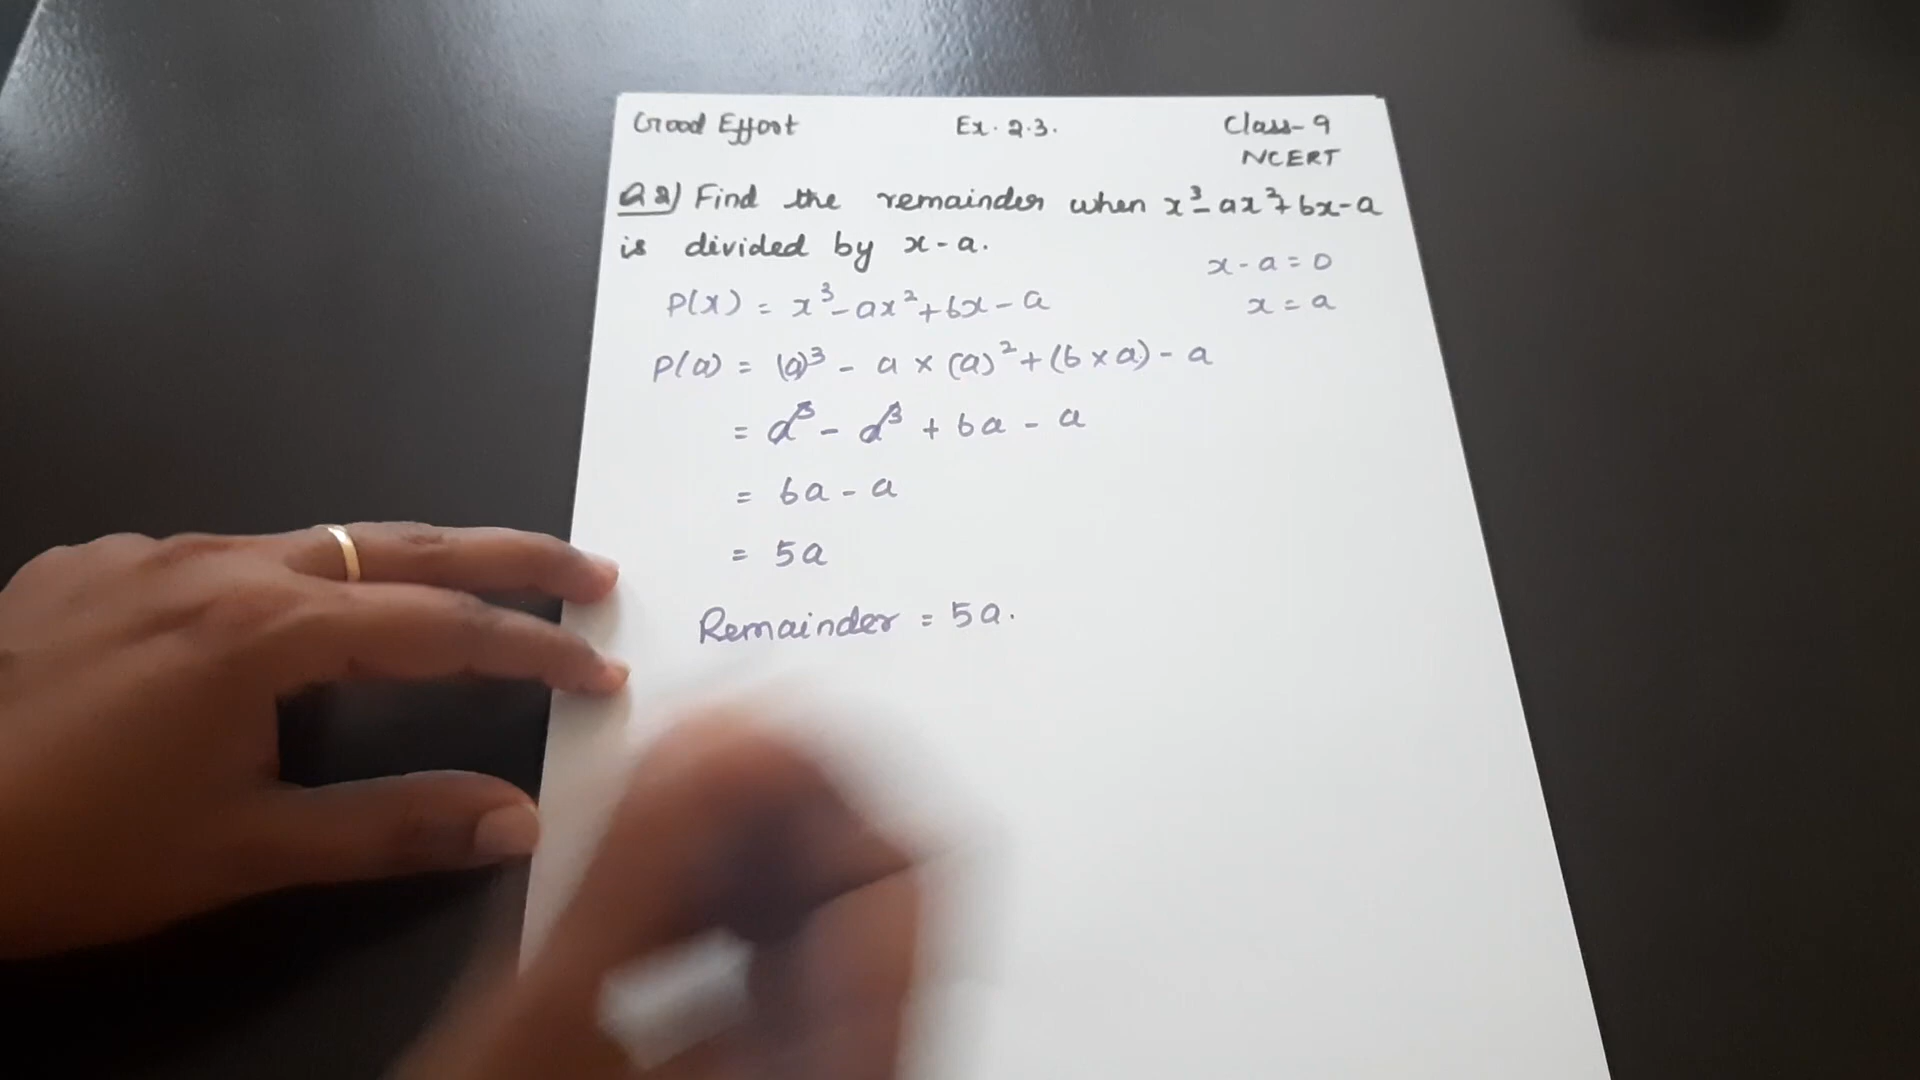 Good Effort Ex. 2.3. Class-9
NCERT
Q2) Find the remainder when x³-ax²+6x-a
is divided by x-a.
x-a=0
P(x) = x³-ax²+6x-a
x=a
P(a) = (a)³ - a × (a)² + (6×a) - a
= a³ - a³ + 6a - a
= 6a - a
= 5a
Remainder = 5a.